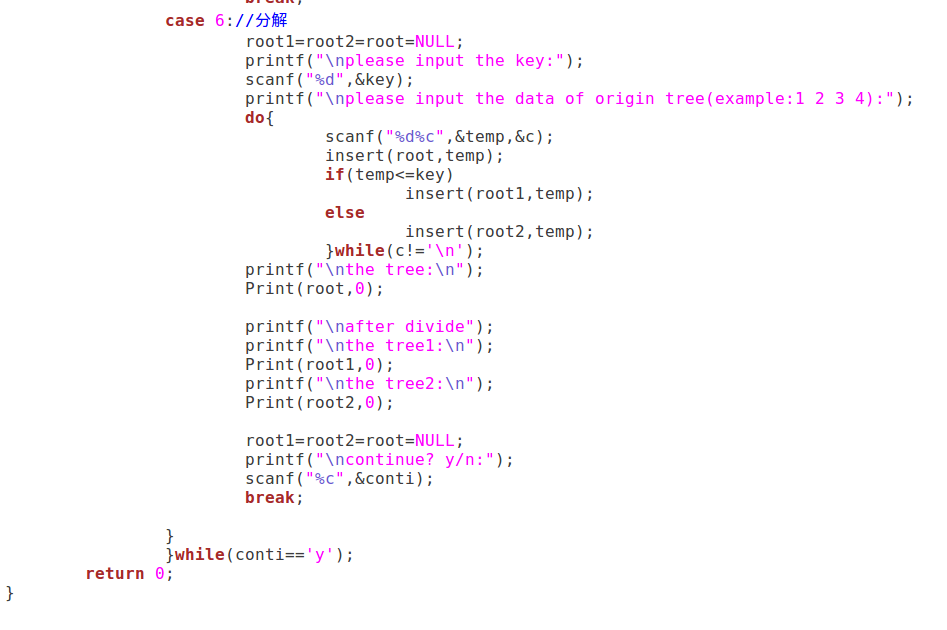 break;
case 6://分解
root1=root2=root=NULL;
printf("\nplease input the key:");
scanf("%d",&key);
printf("\nplease input the data of origin tree(example:1 2 3 4):");
do{
scanf("%d%c",&temp,&c);
insert(root,temp);
if(temp<=key)
insert(root1,temp);
else
insert(root2,temp);
}while(c!='\n');
printf("\nthe tree:\n");
Print(root,0);
printf("\nafter divide");
printf("\nthe tree1:\n");
Print(root1,0);
printf("\nthe tree2:\n");
Print(root2,0);
root1=root2=root=NULL;
printf("\ncontinue? y/n:");
scanf("%c",&conti);
break;
}
}while(conti=='y');
return 0;
}